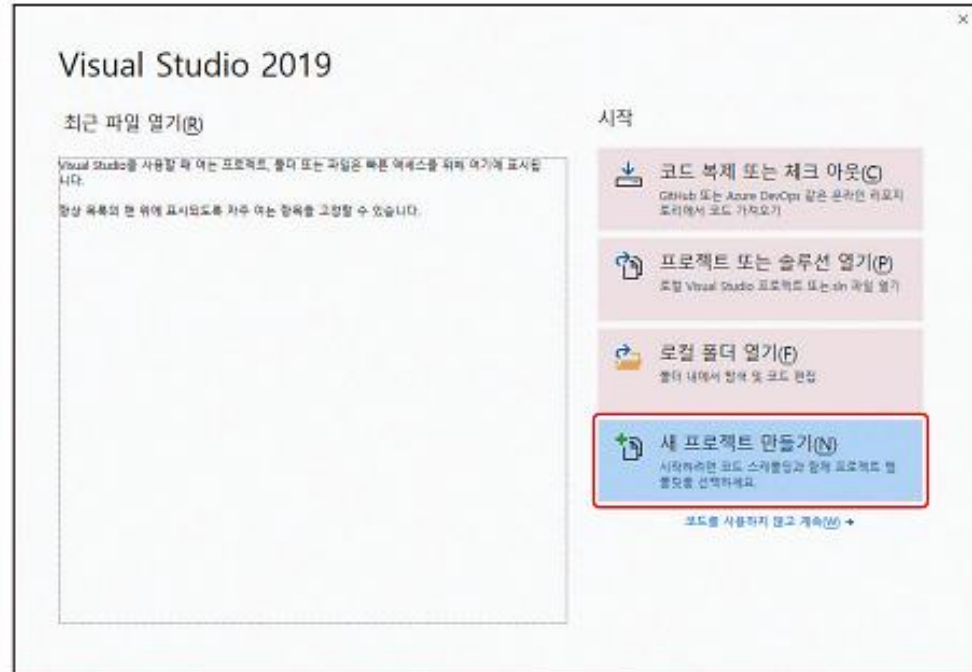 Visual Studio 2019
최근 파일 열기(R)
Visual Studio를 사용할 때 여는 프로젝트, 폴더 또는 파일은 빠른 액세스를 위해 여기에 표시됩
니다.
항상 목록의 맨 위에 표시되도록 자주 여는 항목을 고정할 수 있습니다.
시작
코드 복제 또는 체크 아웃(C)
GitHub 또는 Azure DevOps 같은 온라인 리포지
토리에서 코드 가져오기
프로젝트 또는 솔루션 열기(P)
로컬 Visual Studio 프로젝트 또는 .sln 파일 열기
로컬 폴더 열기(F)
폴더 내에서 탐색 및 코드 편집
새 프로젝트 만들기(N)
시작하려면 코드 스캐폴딩과 함께 프로젝트 템
플릿을 선택하세요.
코드를 사용하지 않고 계속(W) →